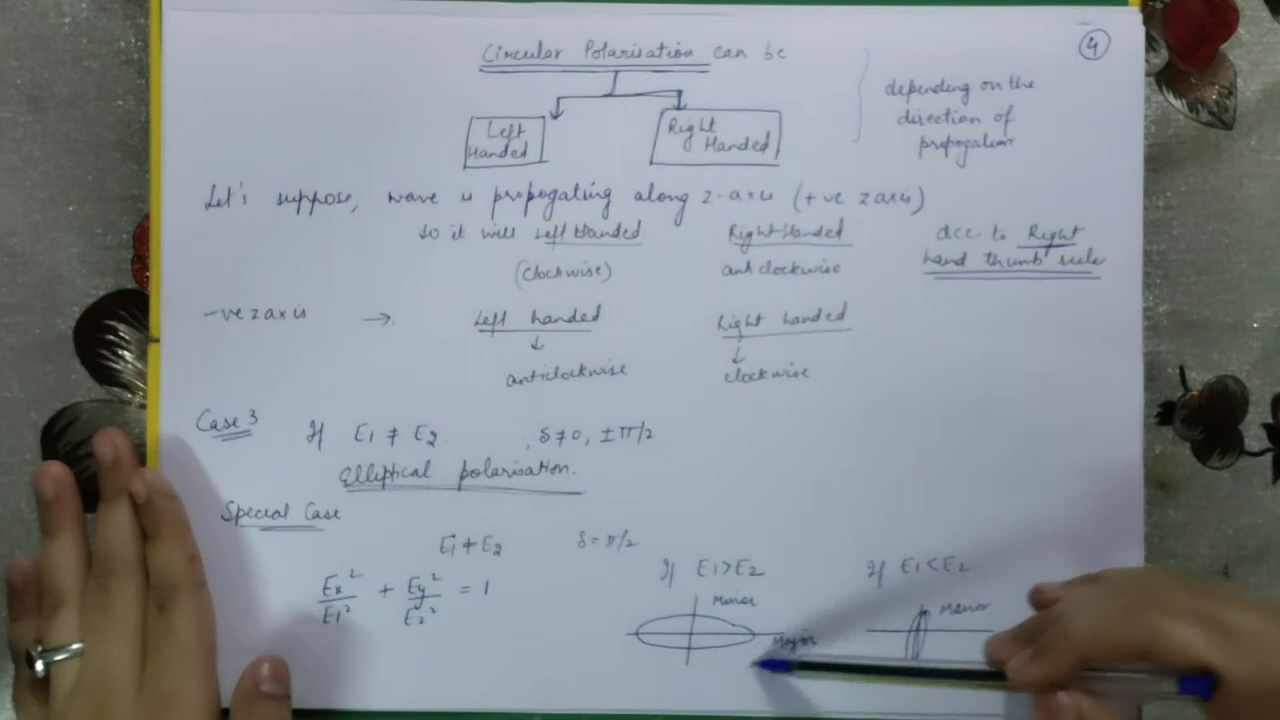 4
Circular Polarisation can be
Left Handed
Right Handed
depending on the
direction of
propogation
Let's suppose, wave is propogating along z-axis (+ve z axis)
so it will Left Handed Right Handed acc. to Right
(Clockwise) anticlockwise hand thumb rule
-ve z axis → Left handed Right handed
↓ ↓
anticlockwise clockwise
Case 3 If E1 ≠ E2 , δ≠0, ±π/2
Elliptical polarisation.
Special Case
E1 ≠ E2 δ = π/2
Ex²/E1² + Ey²/E2² = 1
If E1>E2 If E1<E2
Minor
Major